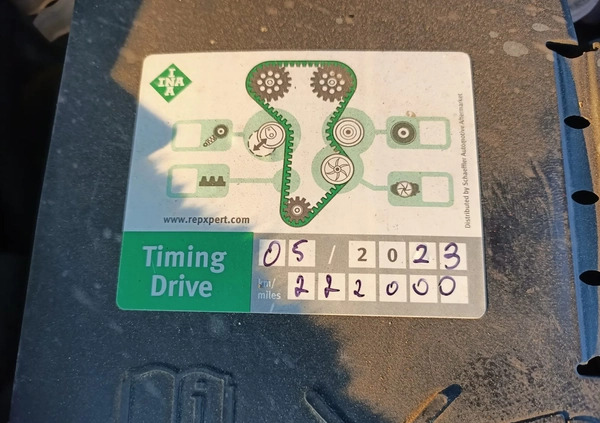 INA
www.repxpert.com
Distributed by Schaeffler Automotive Aftermarket
Timing
Drive
05 / 2023
km/
miles
222000